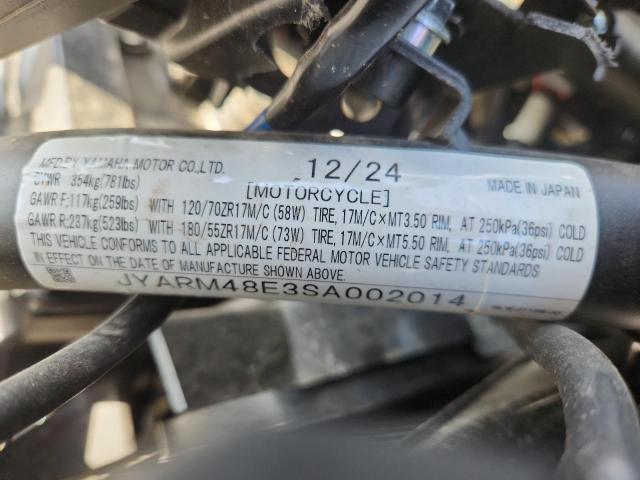 MFD.BY YAMAHA MOTOR CO.,LTD. 12/24 MADE IN JAPAN
GVWR 354kg(781lbs) [MOTORCYCLE]
GAWR F:117kg(259lbs) WITH 120/70ZR17M/C (58W) TIRE, 17M/C×MT3.50 RIM, AT 250kPa(36psi) COLD
GAWR R:237kg(523lbs) WITH 180/55ZR17M/C (73W) TIRE, 17M/C×MT5.50 RIM, AT 250kPa(36psi) COLD
THIS VEHICLE CONFORMS TO ALL APPLICABLE FEDERAL MOTOR VEHICLE SAFETY STANDARDS
IN EFFECT ON THE DATE OF MANUFACTURE SHOWN ABOVE.
JYARM48E3SA002014